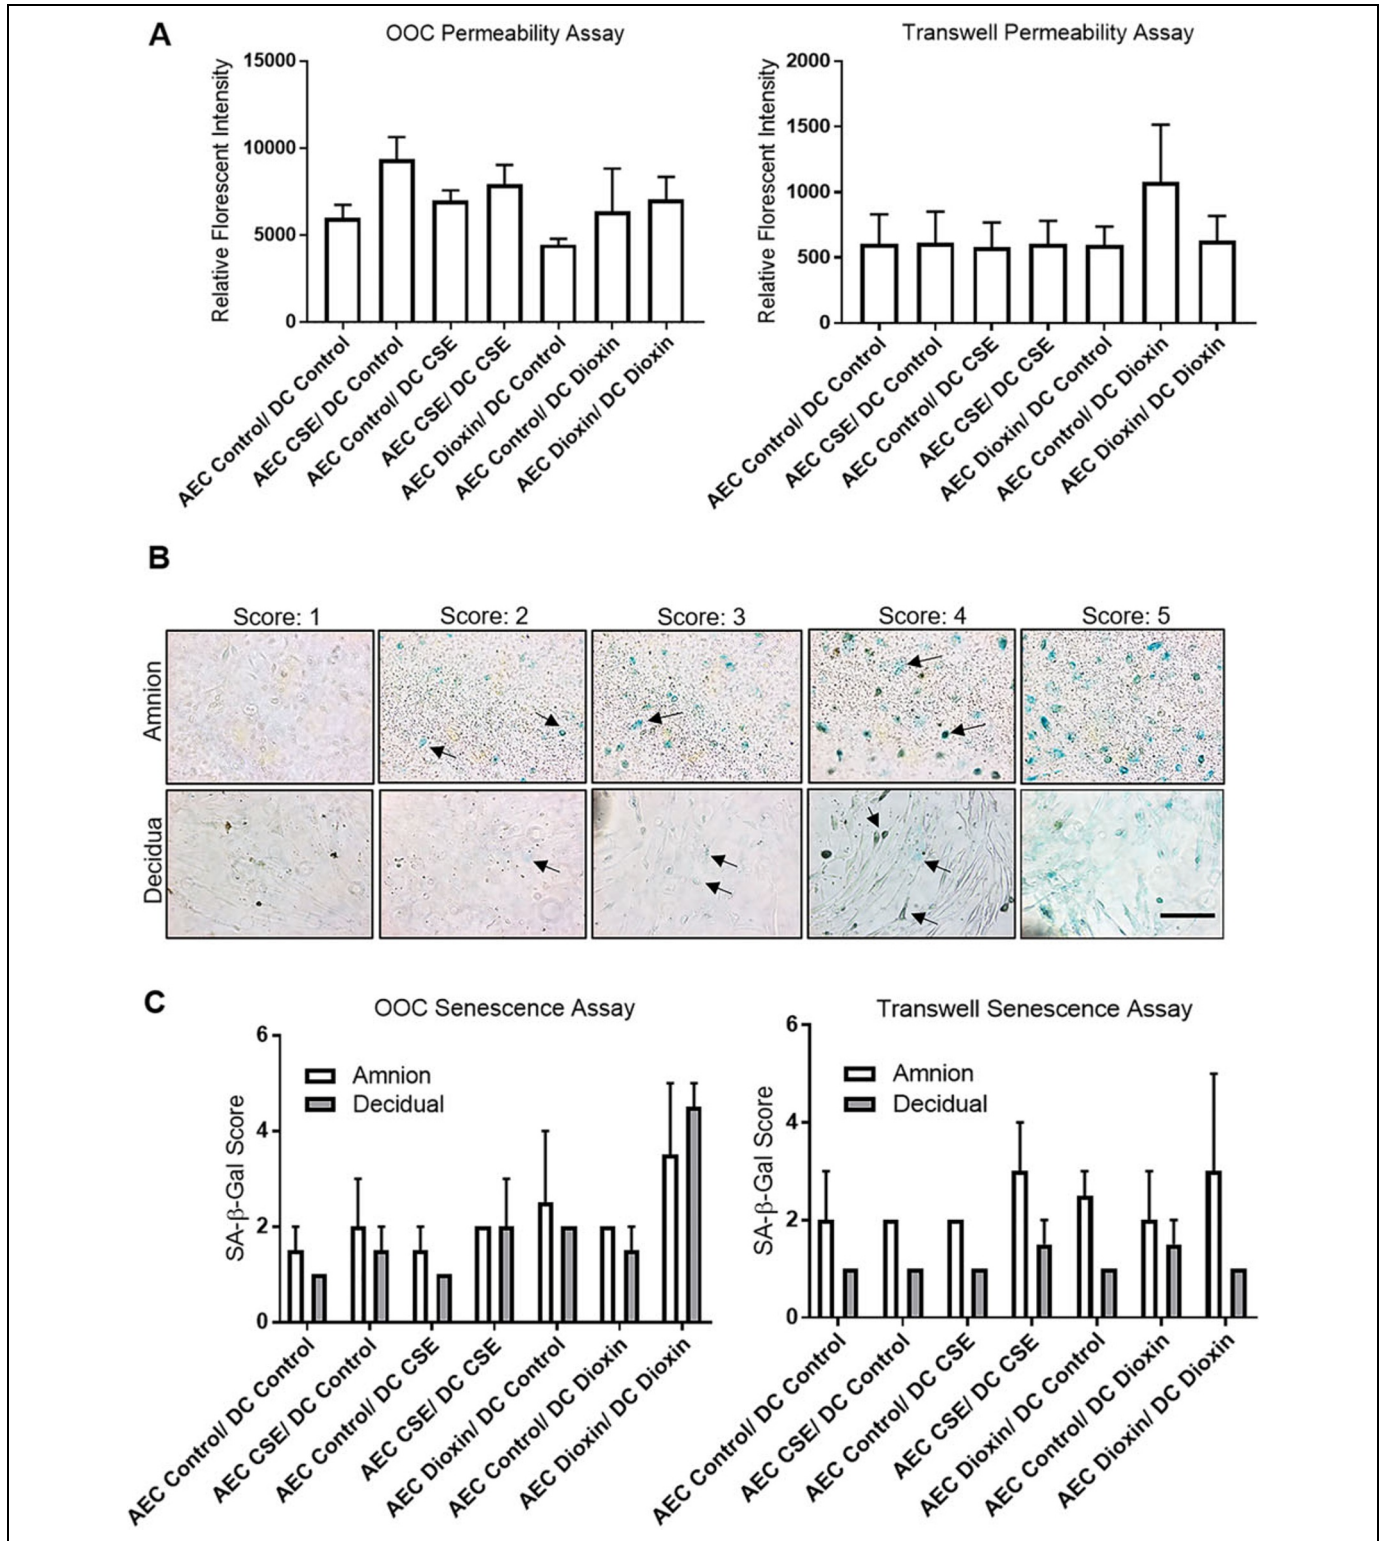 A
OOC Permeability Assay
Relative Florescent Intensity
15000
10000
5000
0
AEC Control/ DC Control
AEC CSE/ DC Control
AEC Control/ DC CSE
AEC CSE/ DC CSE
AEC Dioxin/ DC Control
AEC Control/ DC Dioxin
AEC Dioxin/ DC Dioxin
Transwell Permeability Assay
Relative Florescent Intensity
2000
1500
1000
500
0
AEC Control/ DC Control
AEC CSE/ DC Control
AEC Control/ DC CSE
AEC CSE/ DC CSE
AEC Dioxin/ DC Control
AEC Control/ DC Dioxin
AEC Dioxin/ DC Dioxin
B
Score: 1
Score: 2
Score: 3
Score: 4
Score: 5
Amnion
Decidua
C
OOC Senescence Assay
SA-β-Gal Score
6
4
2
0
Amnion
Decidual
AEC Control/ DC Control
AEC CSE/ DC Control
AEC Control/ DC CSE
AEC CSE/ DC CSE
AEC Dioxin/ DC Control
AEC Control/ DC Dioxin
AEC Dioxin/ DC Dioxin
Transwell Senescence Assay
SA-β-Gal Score
6
4
2
0
Amnion
Decidual
AEC Control/ DC Control
AEC CSE/ DC Control
AEC Control/ DC CSE
AEC CSE/ DC CSE
AEC Dioxin/ DC Control
AEC Control/ DC Dioxin
AEC Dioxin/ DC Dioxin